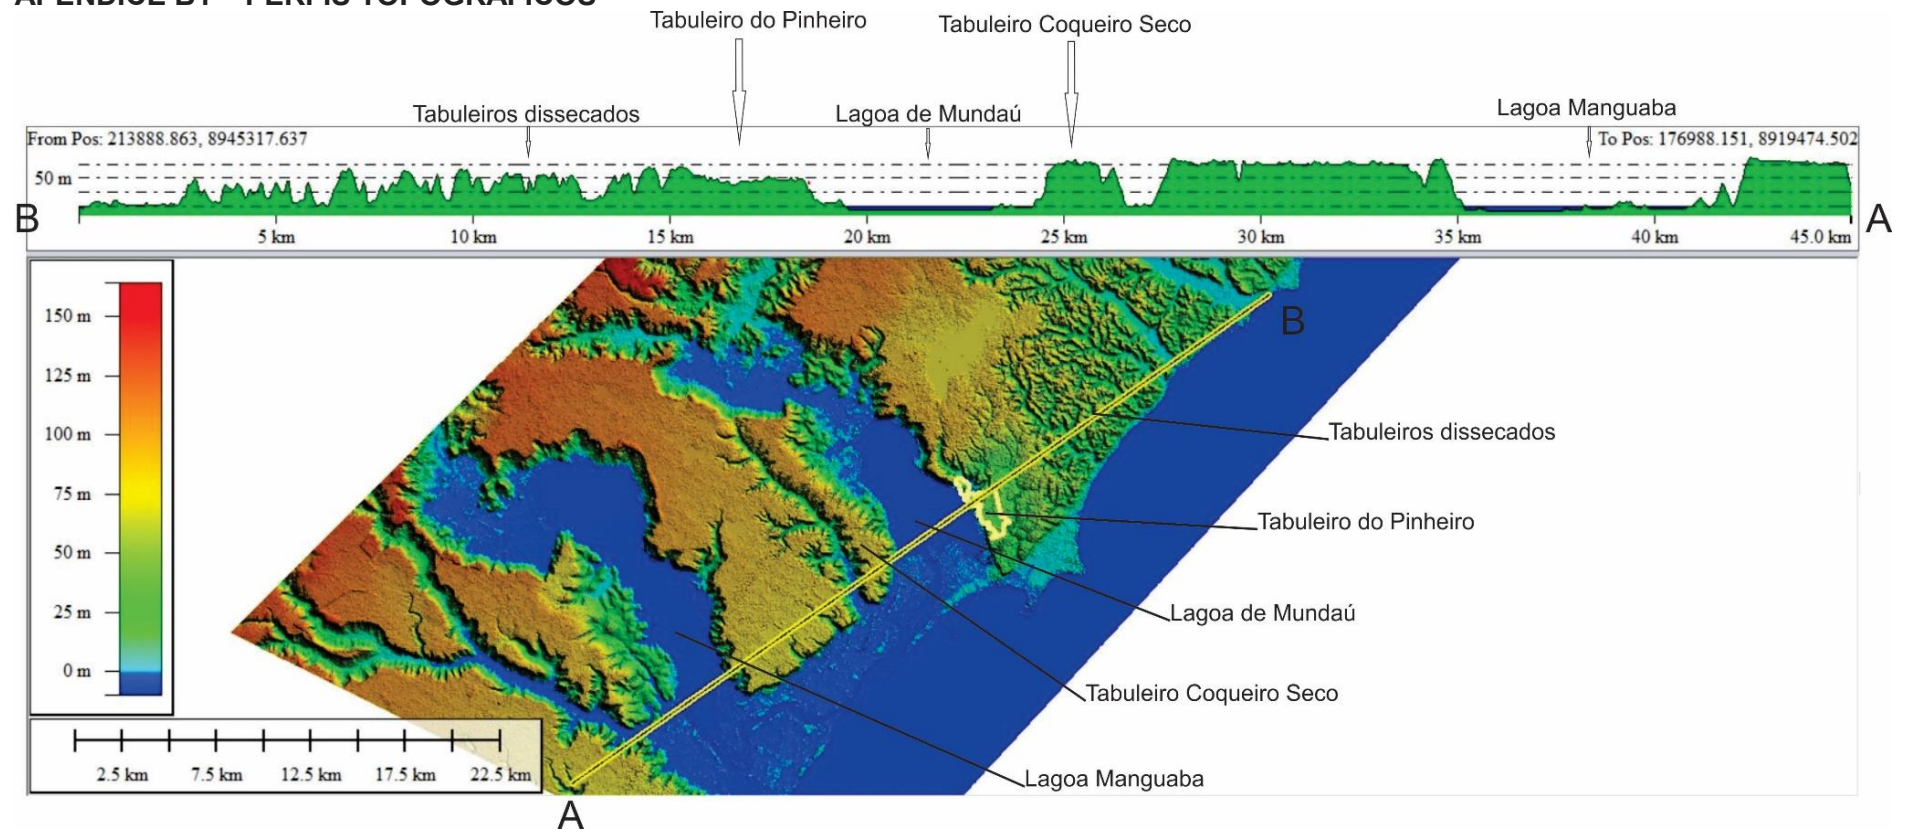 APÊNDICE B1 - PERFIS TOPOGRÁFICOS
Tabuleiro do Pinheiro
Tabuleiro Coqueiro Seco
Tabuleiros dissecados
Lagoa de Mundaú
Lagoa Manguaba
From Pos: 213888.863, 8945317.637
To Pos: 176988.151, 8919474.502
50 m
B
A
5 km
10 km
15 km
20 km
25 km
30 km
35 km
40 km
45.0 km
150 m
125 m
100 m
75 m
50 m
25 m
0 m
B
Tabuleiros dissecados
Tabuleiro do Pinheiro
Lagoa de Mundaú
Tabuleiro Coqueiro Seco
Lagoa Manguaba
2.5 km
7.5 km
12.5 km
17.5 km
22.5 km
A